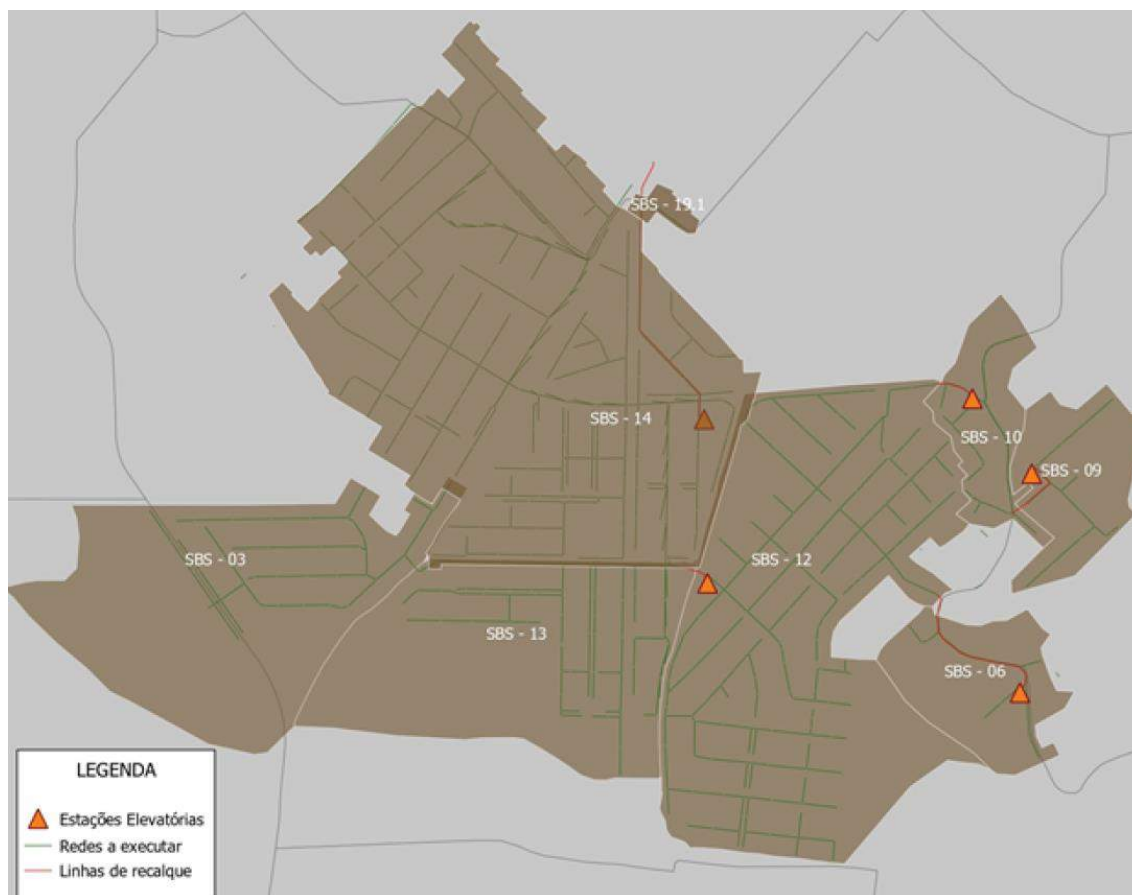 SBS - 19.1
SBS - 14
SBS - 10
SBS - 09
SBS - 03
SBS - 12
SBS - 13
SBS - 06
LEGENDA
Estações Elevatórias
Redes a executar
Linhas de recalque